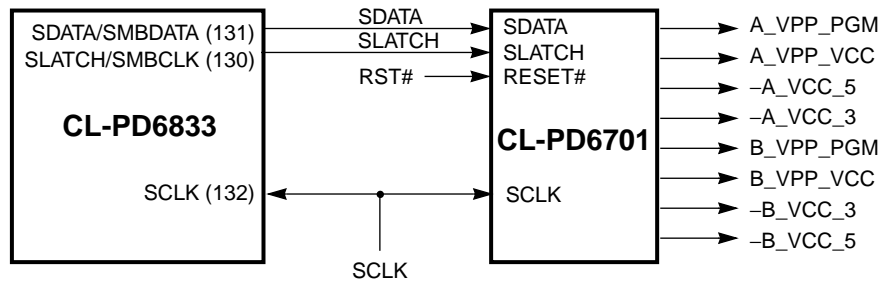 SDATA/SMBDATA (131)
SLATCH/SMBCLK (130)
CL-PD6833
SCLK (132)
SDATA
SLATCH
RST#
SCLK
SDATA
SLATCH
RESET#
CL-PD6701
SCLK
A_VPP_PGM
A_VPP_VCC
–A_VCC_5
–A_VCC_3
B_VPP_PGM
B_VPP_VCC
–B_VCC_3
–B_VCC_5